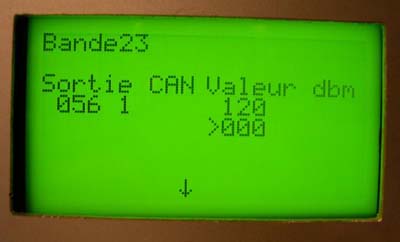 Bande23
Sortie CAN Valeur dbm
056 1 120
>000
↓